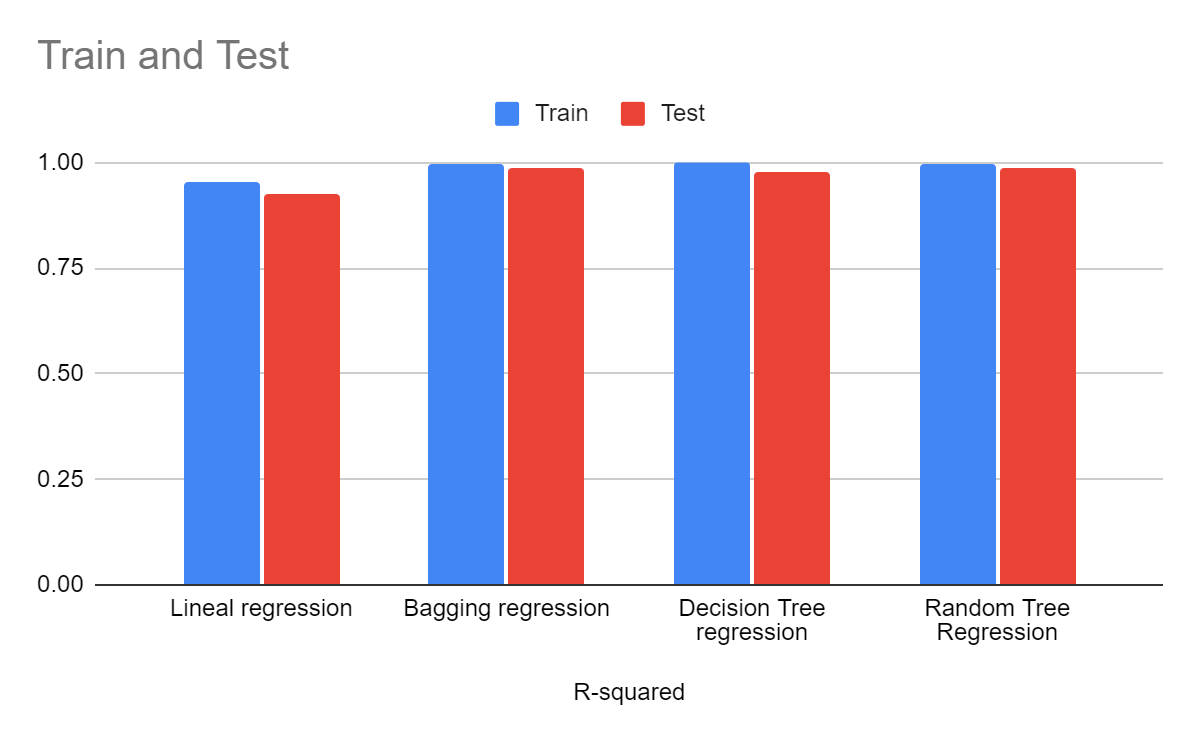 Train and Test
Train
Test
1.00
0.75
0.50
0.25
0.00
Lineal regression
Bagging regression
Decision Tree
regression
Random Tree
Regression
R-squared